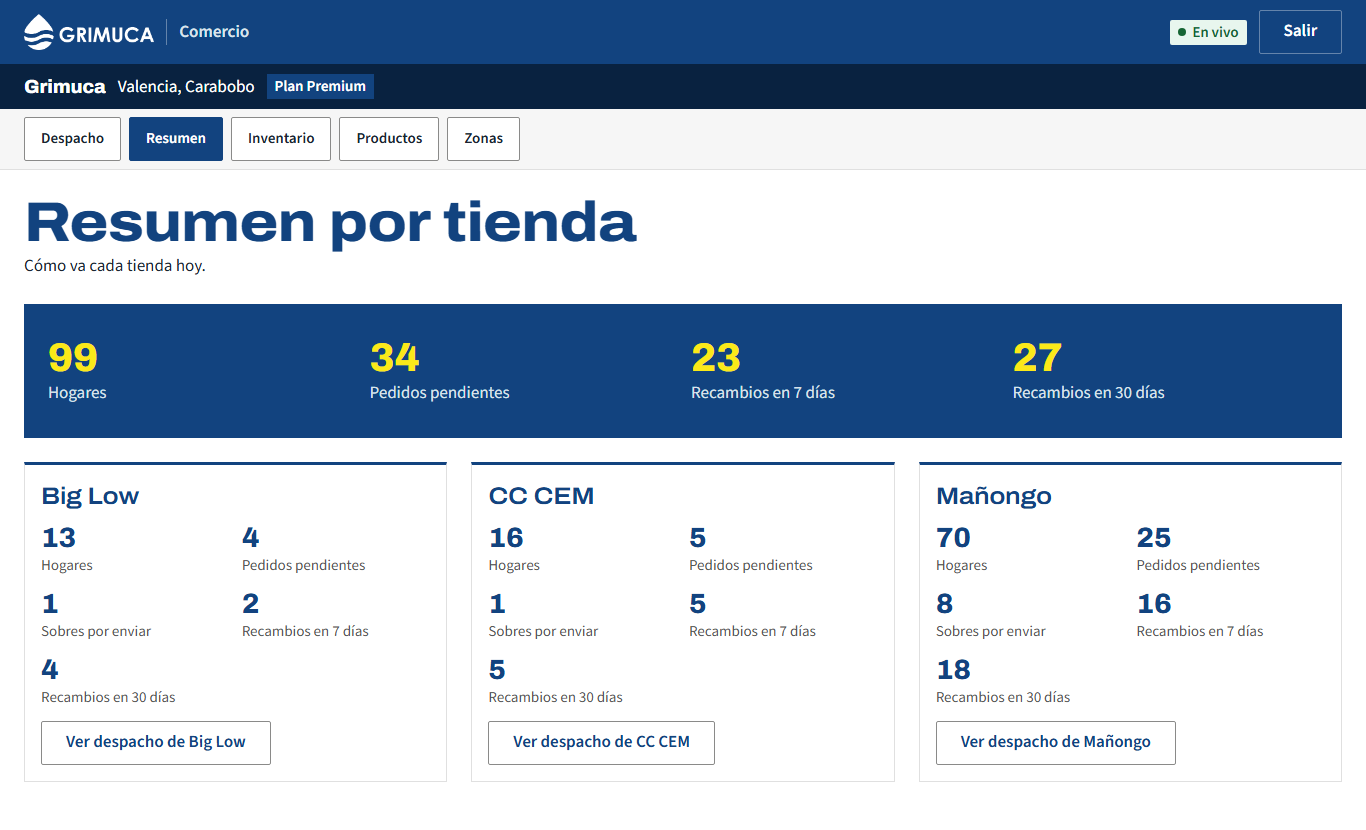 GRIMUCA Comercio En vivo Salir
Grimuca Valencia, Carabobo Plan Premium
Despacho Resumen Inventario Productos Zonas
Resumen por tienda
Cómo va cada tienda hoy.
99 34 23 27
Hogares Pedidos pendientes Recambios en 7 días Recambios en 30 días
Big Low
13 4
Hogares Pedidos pendientes
1 2
Sobres por enviar Recambios en 7 días
4
Recambios en 30 días
Ver despacho de Big Low
CC CEM
16 5
Hogares Pedidos pendientes
1 5
Sobres por enviar Recambios en 7 días
5
Recambios en 30 días
Ver despacho de CC CEM
Mañongo
70 25
Hogares Pedidos pendientes
8 16
Sobres por enviar Recambios en 7 días
18
Recambios en 30 días
Ver despacho de Mañongo